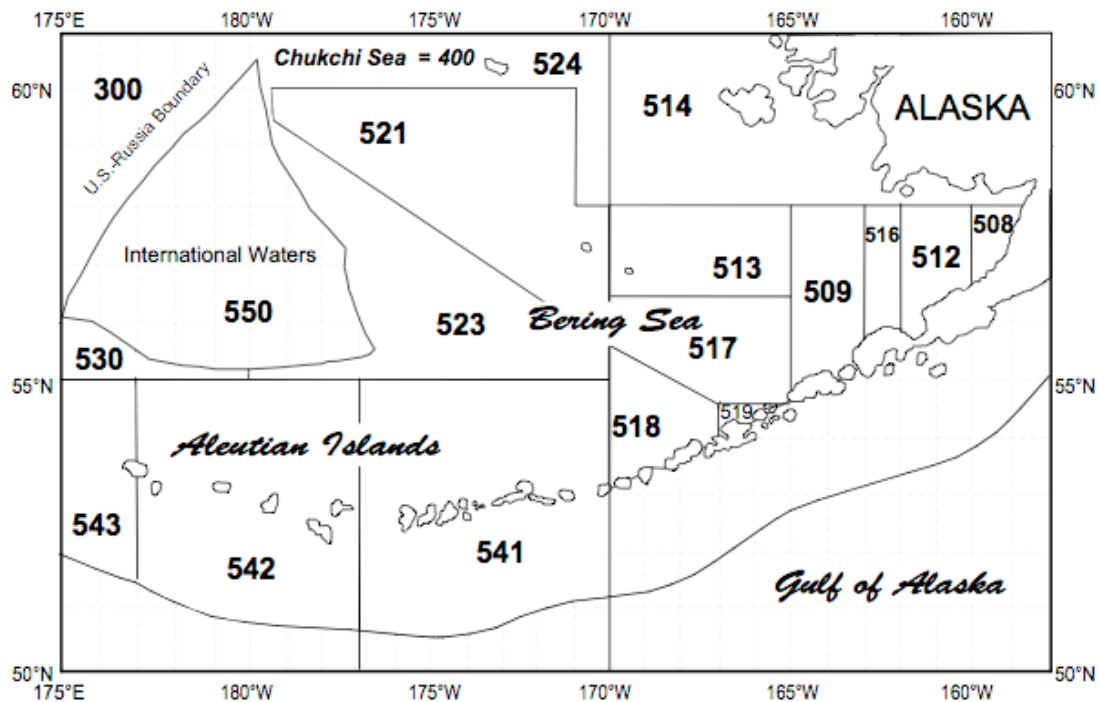 175°E 180°W 175°W 170°W 165°W 160°W
60°N 60°N
Chukchi Sea = 400
524
300
514
ALASKA
U.S.-Russia Boundary
521
508
516
International Waters
513
512
509
550
523
Bering Sea
517
530
55°N 55°N
519
518
Aleutian Islands
543
542
541
Gulf of Alaska
50°N 50°N
175°E 180°W 175°W 170°W 165°W 160°W